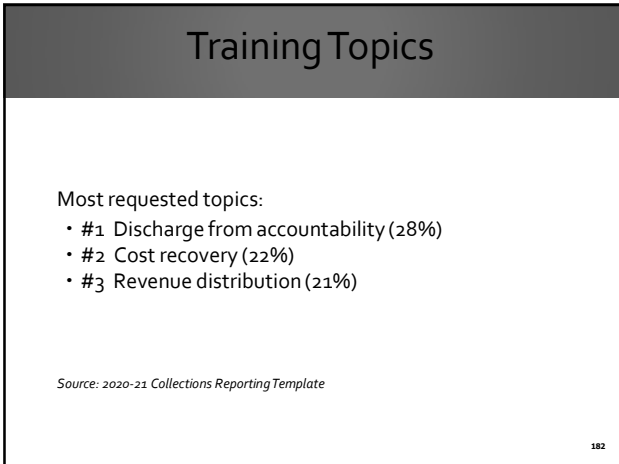 Training Topics
Most requested topics:
• #1 Discharge from accountability (28%)
• #2 Cost recovery (22%)
• #3 Revenue distribution (21%)
Source: 2020-21 Collections Reporting Template
182